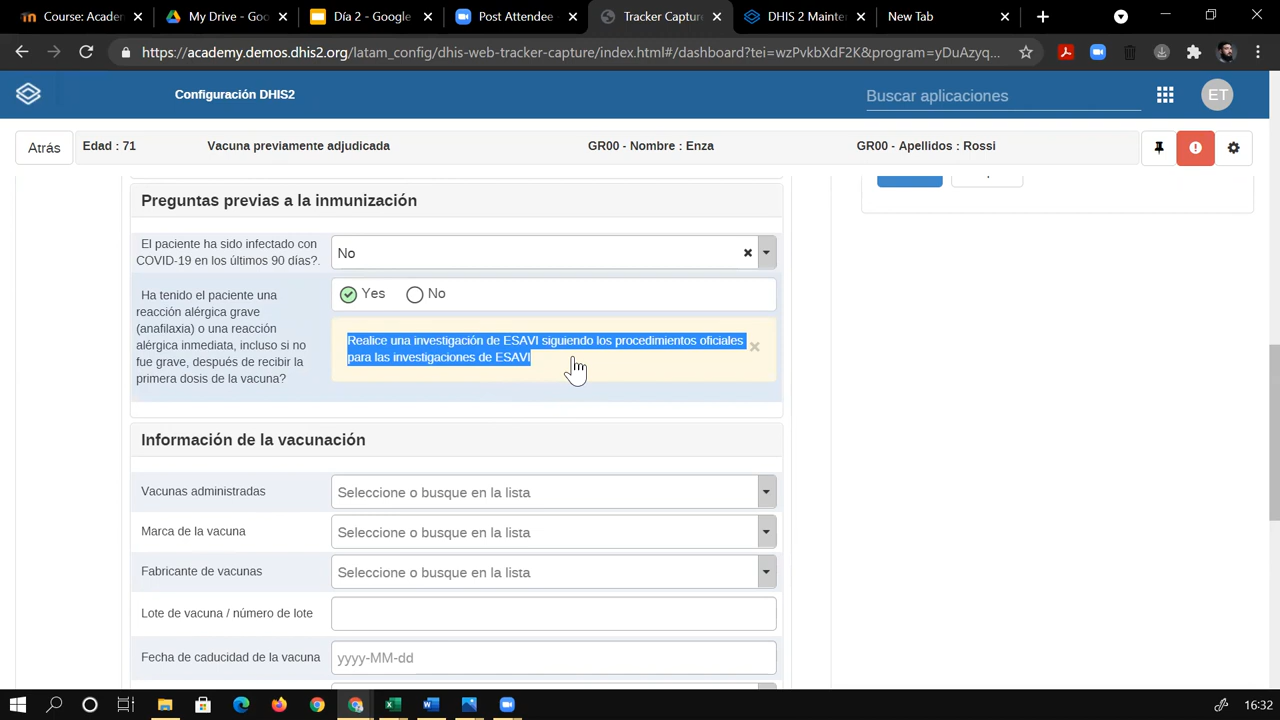 Course: Acader
My Drive - Goo
Día 2 - Google
Post Attendee
Tracker Captur
DHIS 2 Mainter
New Tab
https://academy.demos.dhis2.org/latam_config/dhis-web-tracker-capture/index.html#/dashboard?tei=wzPvkbXdF2K&program=yDuAzyq...
Configuración DHIS2
Buscar aplicaciones
ET
Atrás
Edad : 71
Vacuna previamente adjudicada
GR00 - Nombre : Enza
GR00 - Apellidos : Rossi
Preguntas previas a la inmunización
El paciente ha sido infectado con
COVID-19 en los últimos 90 días?.
No
Ha tenido el paciente una
reacción alérgica grave
(anafilaxia) o una reacción
alérgica inmediata, incluso si no
fue grave, después de recibir la
primera dosis de la vacuna?
Yes
No
Realice una investigación de ESAVI siguiendo los procedimientos oficiales
para las investigaciones de ESAVI
Información de la vacunación
Vacunas administradas
Seleccione o busque en la lista
Marca de la vacuna
Seleccione o busque en la lista
Fabricante de vacunas
Seleccione o busque en la lista
Lote de vacuna / número de lote
Fecha de caducidad de la vacuna
yyyy-MM-dd
16:32